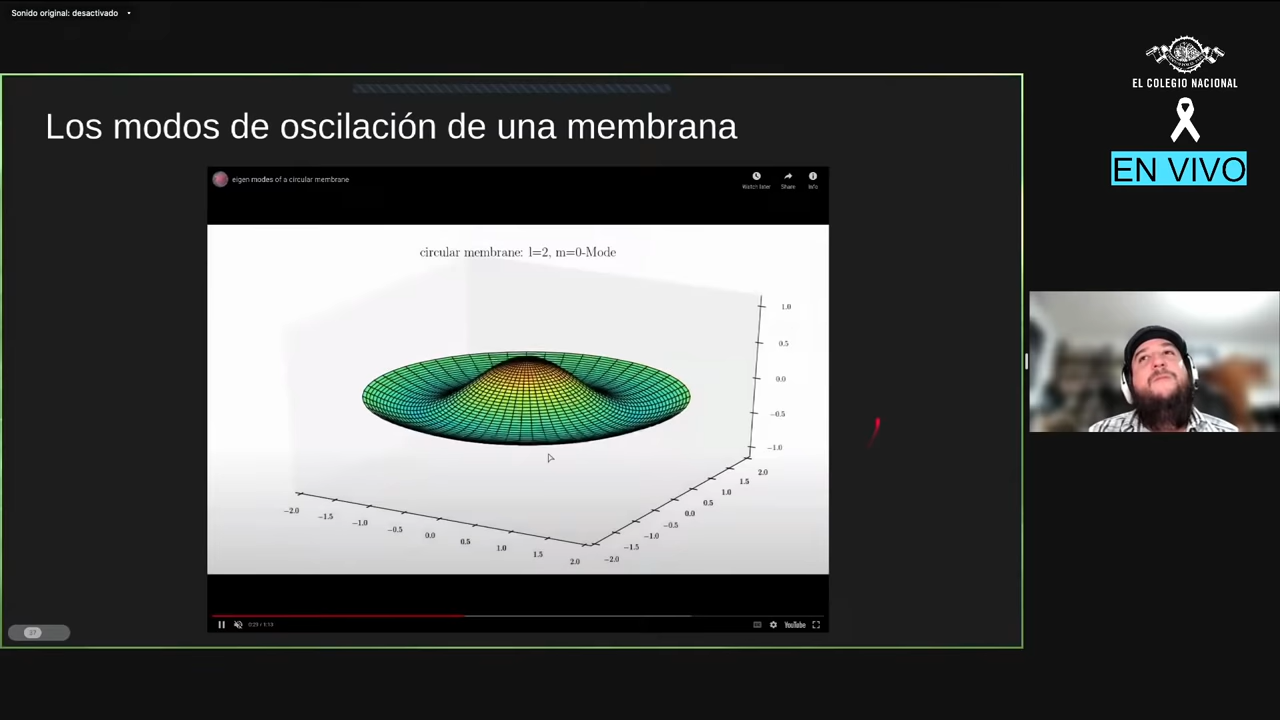 Sonido original: desactivado
EL COLEGIO NACIONAL
EN VIVO
Los modos de oscilación de una membrana
eigen modes of a circular membrane
Watch later
Share
Info
circular membrane: l=2, m=0-Mode
1.0
0.5
0.0
−0.5
−1.0
2.0
1.5
1.0
0.5
0.0
−0.5
−1.0
−1.5
−2.0
−2.0
−1.5
−1.0
−0.5
0.0
0.5
1.0
1.5
2.0
YouTube
37